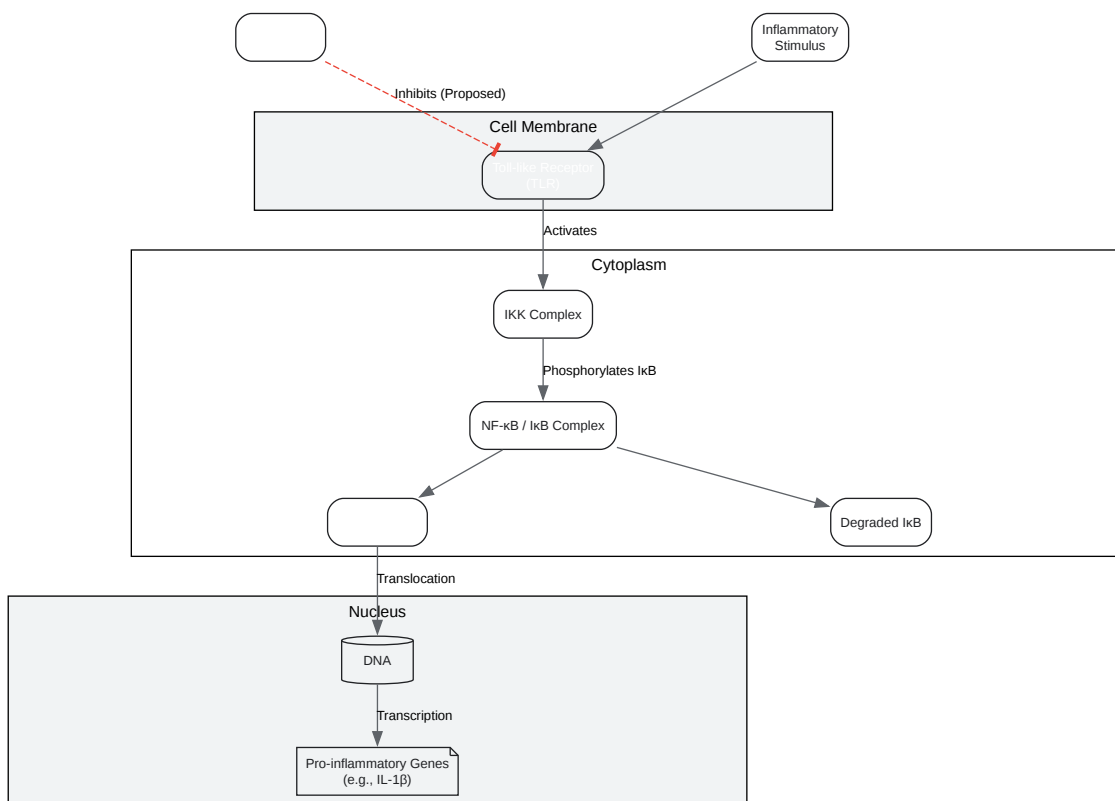 Inflammatory
Stimulus
Inhibits (Proposed)
Cell Membrane
Toll-like Receptor
(TLR)
Activates
Cytoplasm
IKK Complex
Phosphorylates IκB
NF-κB / IκB Complex
Degraded IκB
Translocation
Nucleus
DNA
Transcription
Pro-inflammatory Genes
(e.g., IL-1β)